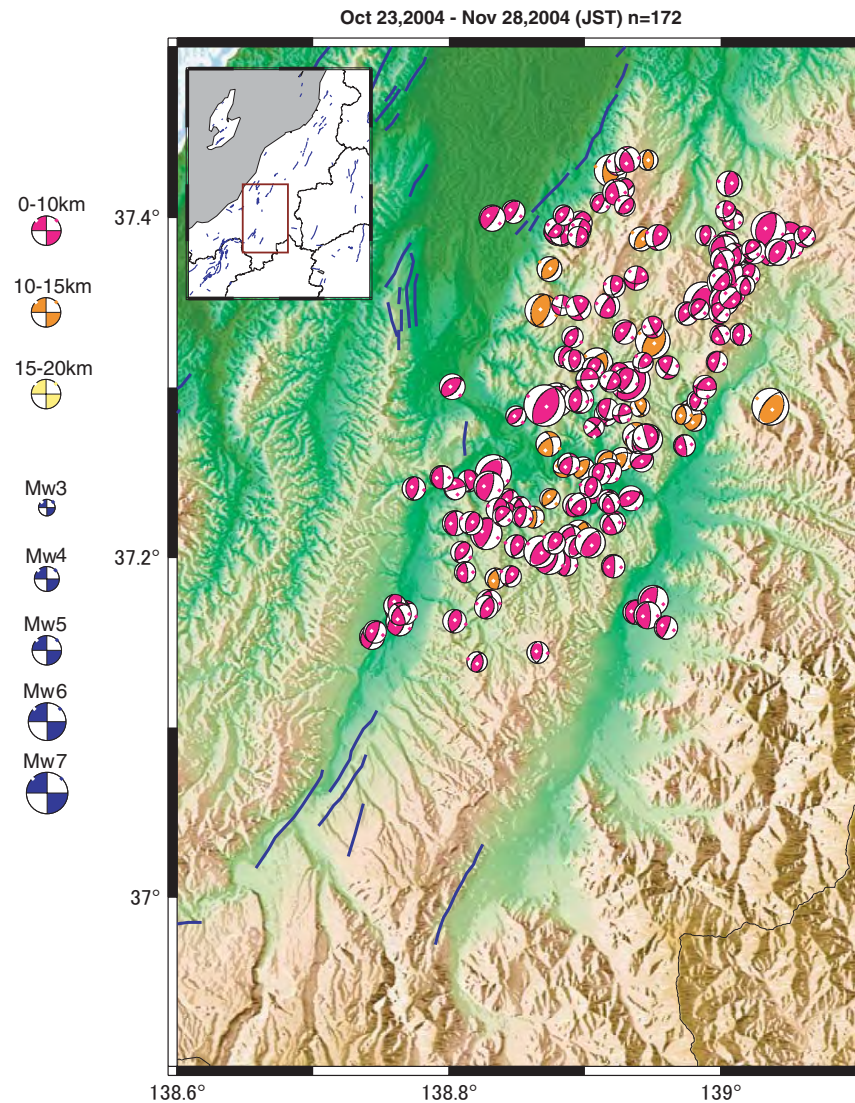 Oct 23,2004 - Nov 28,2004 (JST) n=172
0-10km
10-15km
15-20km
Mw3
Mw4
Mw5
Mw6
Mw7
37.4°
37.2°
37°
138.6°
138.8°
139°